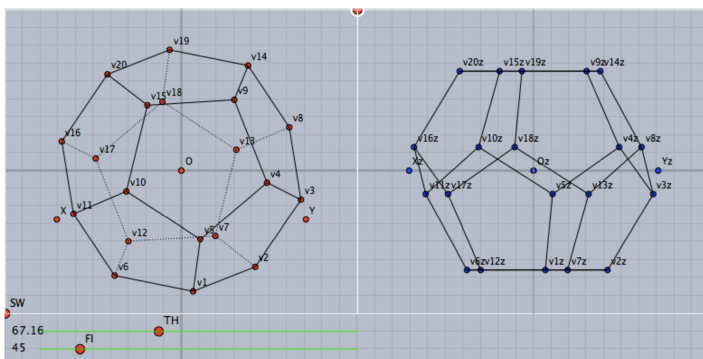 v19
v20 v14
v15 v18 v9
v8
v16 v13
v17
O
v10 v4
v3
X v11 Y
v12 v5 v7
v2
v6
v1
v20z v15z v19z v9z v14z
v16z v10z v18z v4z v8z
Xz Oz Yz
v11z v17z v5z v13z v3z
v12z v1z v7z v2z
SW
67.16 TH
45 FI